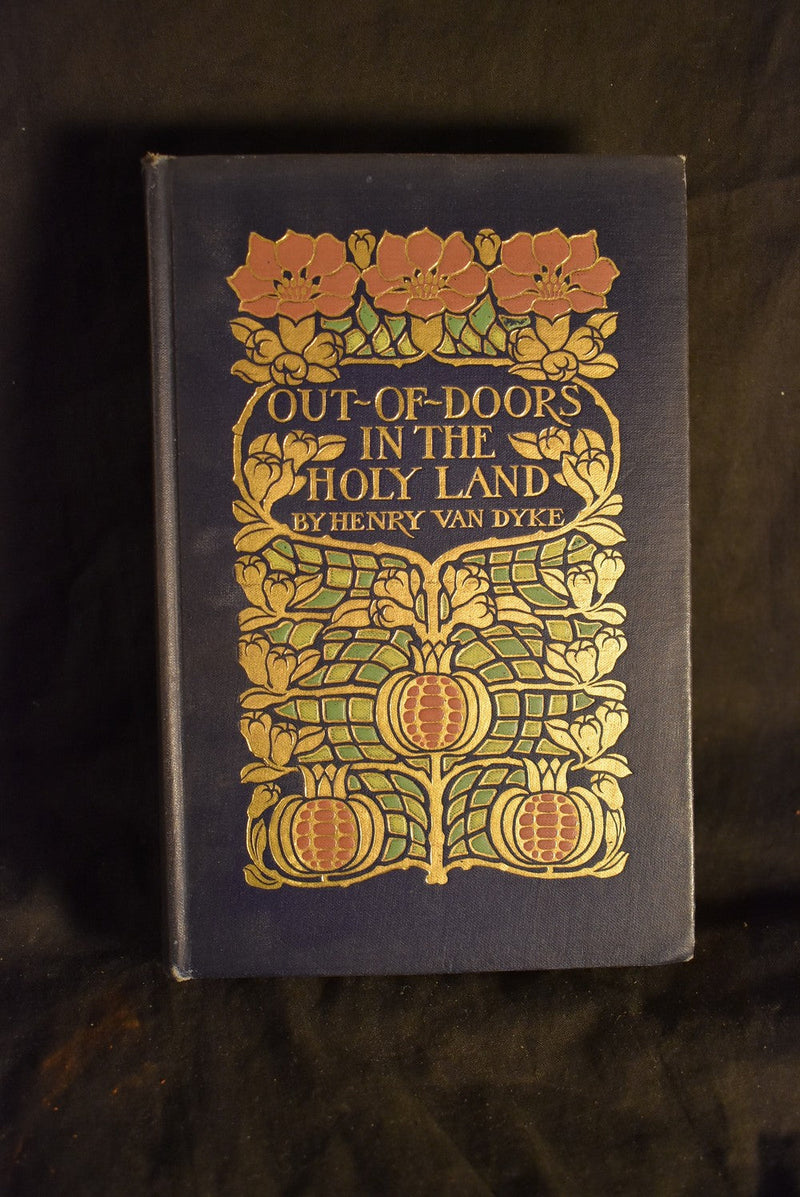 OUT~OF~DOORS
IN THE
HOLY LAND
BY HENRY VAN DYKE